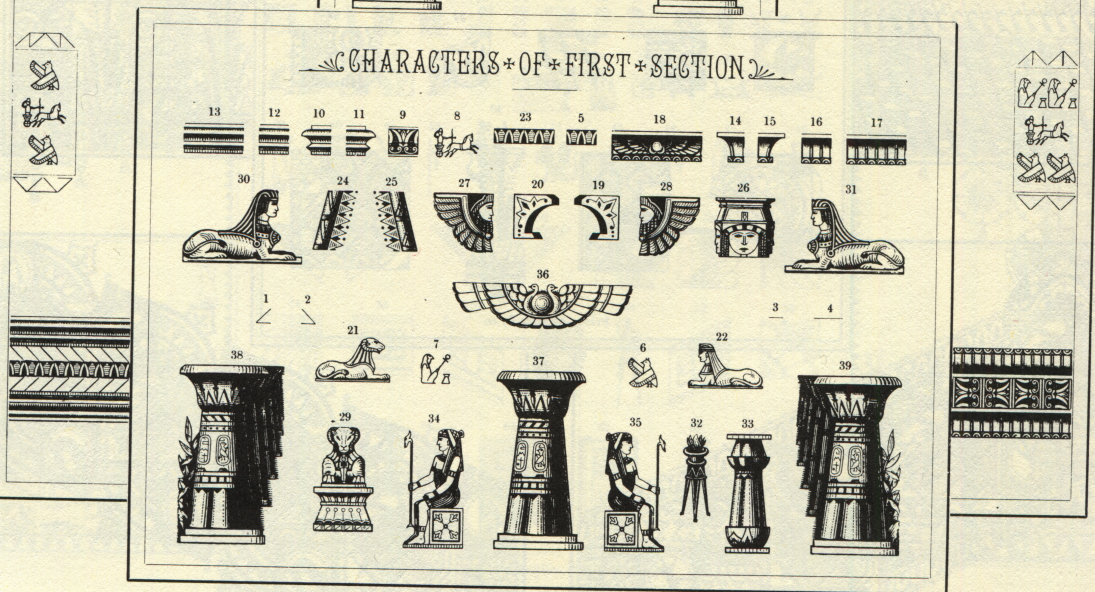 CHARACTERS + OF + FIRST + SECTION
13 12 10 11 9 8 23 5 18 14 15 16 17
30 24 25 27 20 19 28 26 31
36
1 2 3 4
21 7 6 22
38 37 39
29 34 35 32 33